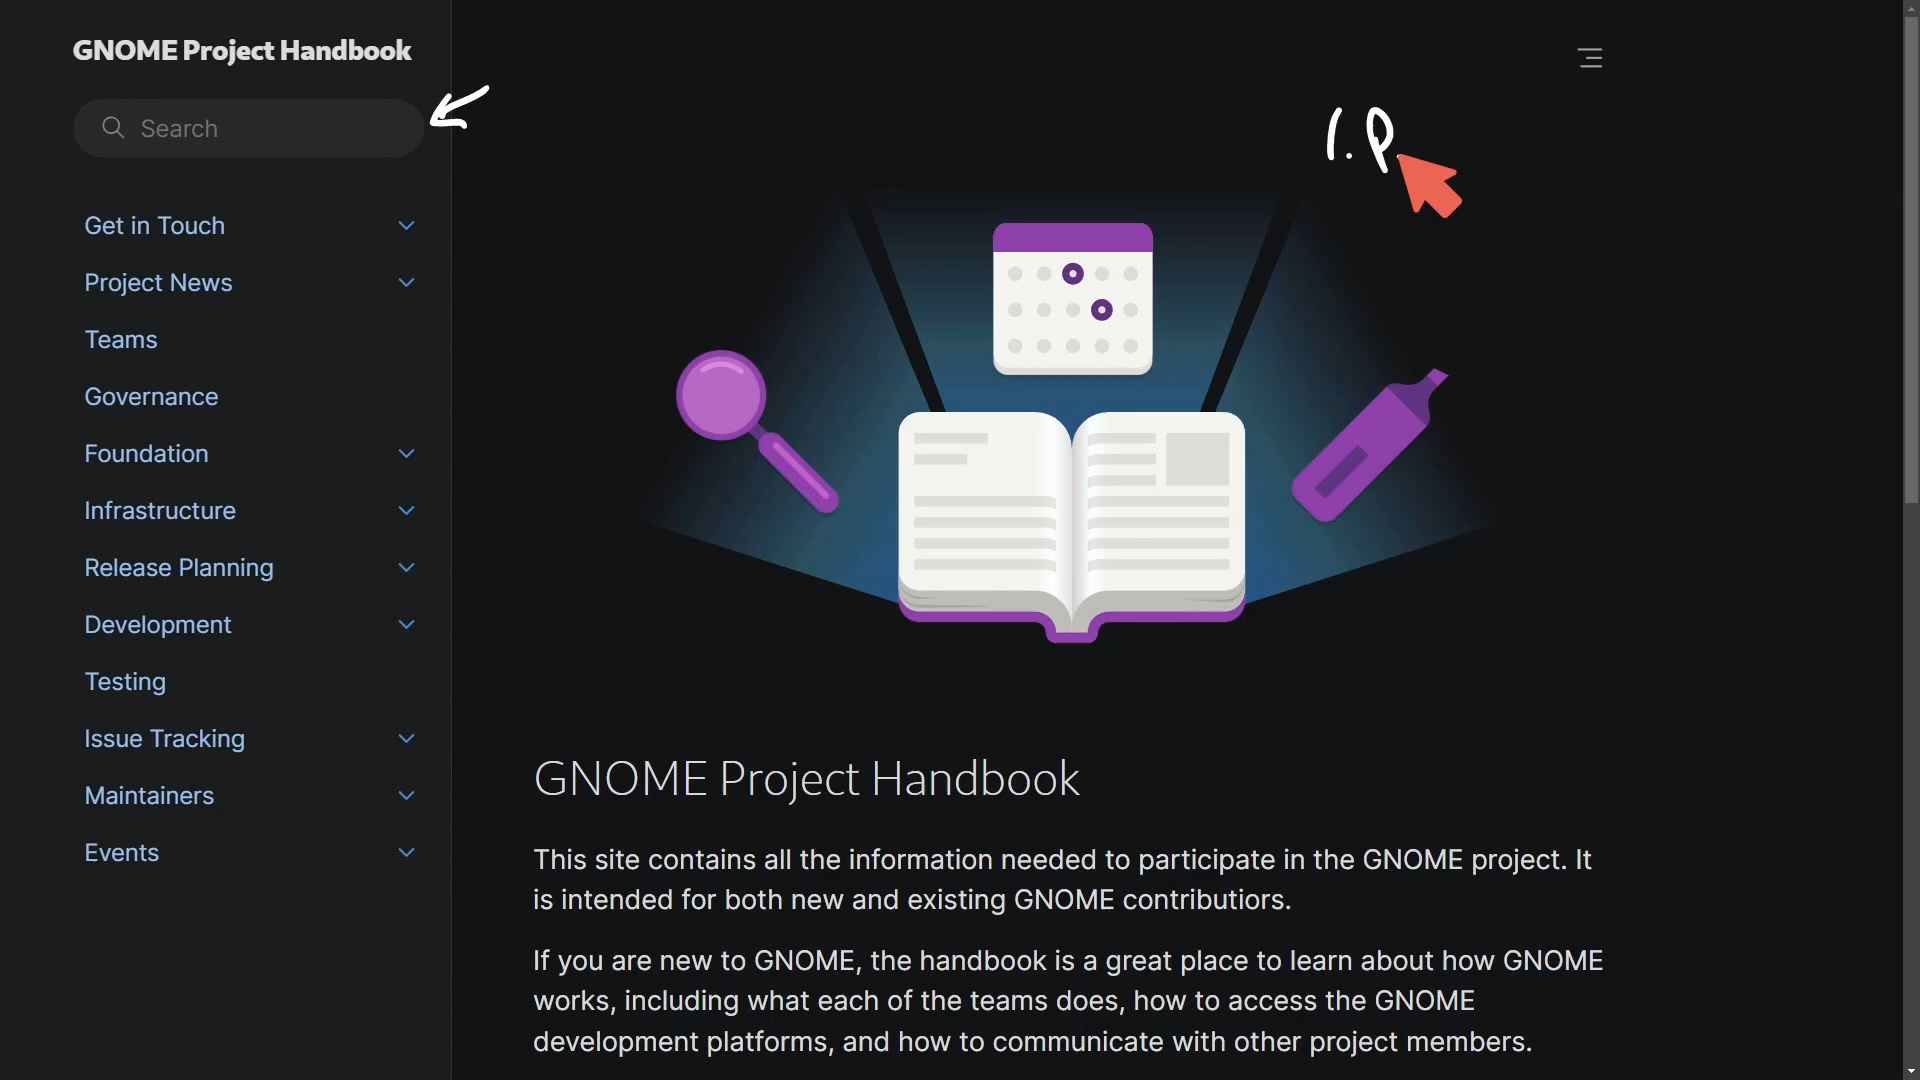 GNOME Project Handbook
Search
Get in Touch
Project News
Teams
Governance
Foundation
Infrastructure
Release Planning
Development
Testing
Issue Tracking
Maintainers
Events
1. P
GNOME Project Handbook
This site contains all the information needed to participate in the GNOME project. It
is intended for both new and existing GNOME contributiors.
If you are new to GNOME, the handbook is a great place to learn about how GNOME
works, including what each of the teams does, how to access the GNOME
development platforms, and how to communicate with other project members.